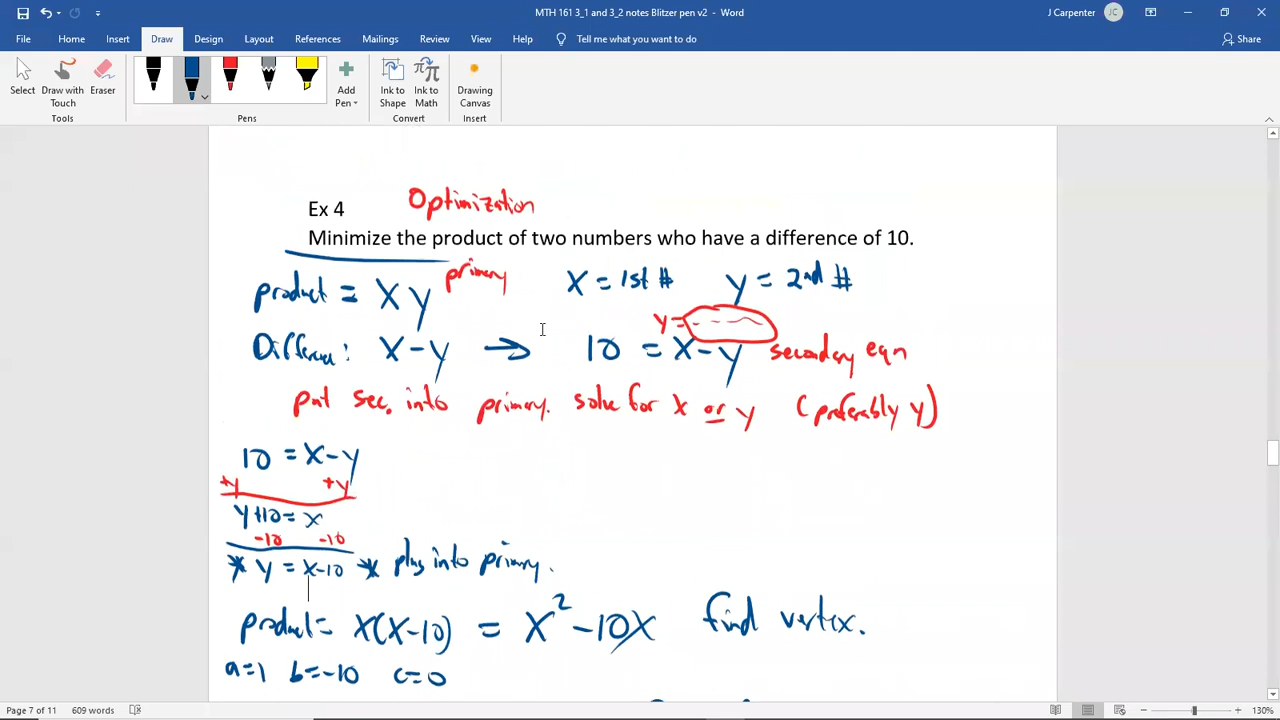 MTH 161 3_1 and 3_2 notes Blitzer pen v2 - Word
J Carpenter JC
File Home Insert Draw Design Layout References Mailings Review View Help Tell me what you want to do Share
Select Draw with Touch Eraser Add Pen Ink to Shape Ink to Math Drawing Canvas
Tools Pens Convert Insert
Ex 4 Optimization
Minimize the product of two numbers who have a difference of 10.
product = xy primary x = 1st # y = 2nd #
y =
Difference: x-y → 10 = x-y secondary eqn
put sec. into primary. solve for x or y (preferably y)
10 = x-y
+y +y
y+10 = x
-10 -10
* y = x-10 * plug into primary.
product = x(x-10) = x² -10x find vertex.
a=1 b=-10 c=0
Page 7 of 11 609 words 130%